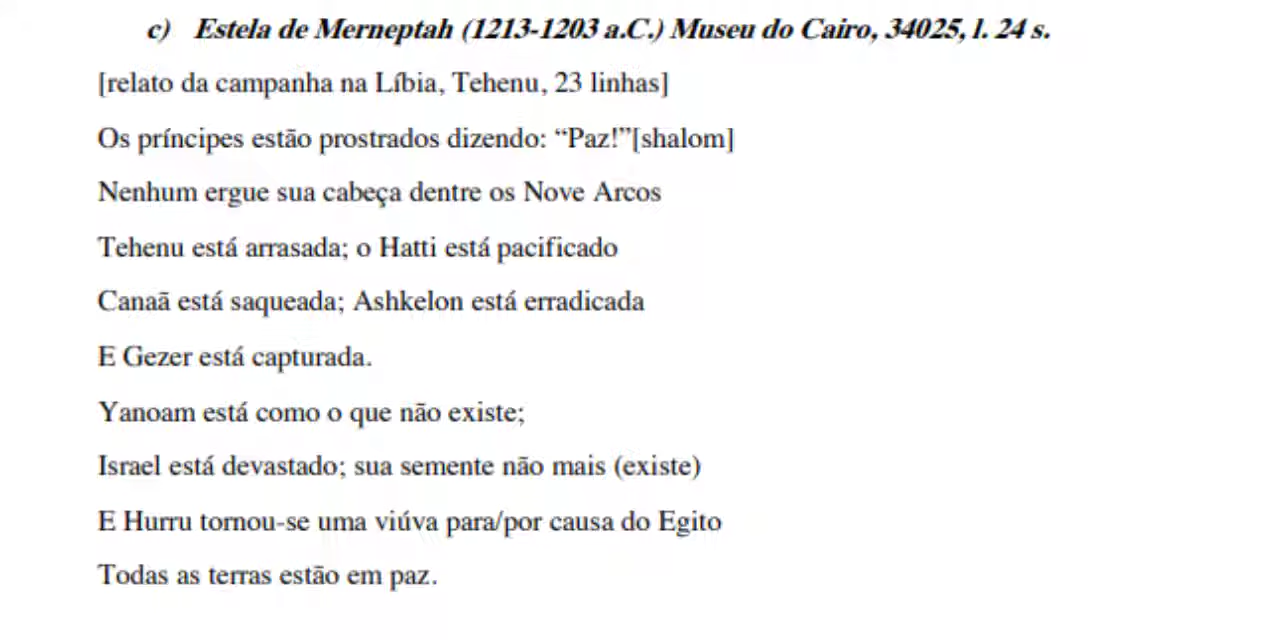 c) Estela de Merneptah (1213-1203 a.C.) Museu do Cairo, 34025, l. 24 s.
[relato da campanha na Líbia, Tehenu, 23 linhas]
Os príncipes estão prostrados dizendo: “Paz!”[shalom]
Nenhum ergue sua cabeça dentre os Nove Arcos
Tehenu está arrasada; o Hatti está pacificado
Canaã está saqueada; Ashkelon está erradicada
E Gezer está capturada.
Yanoam está como o que não existe;
Israel está devastado; sua semente não mais (existe)
E Hurru tornou-se uma viúva para/por causa do Egito
Todas as terras estão em paz.